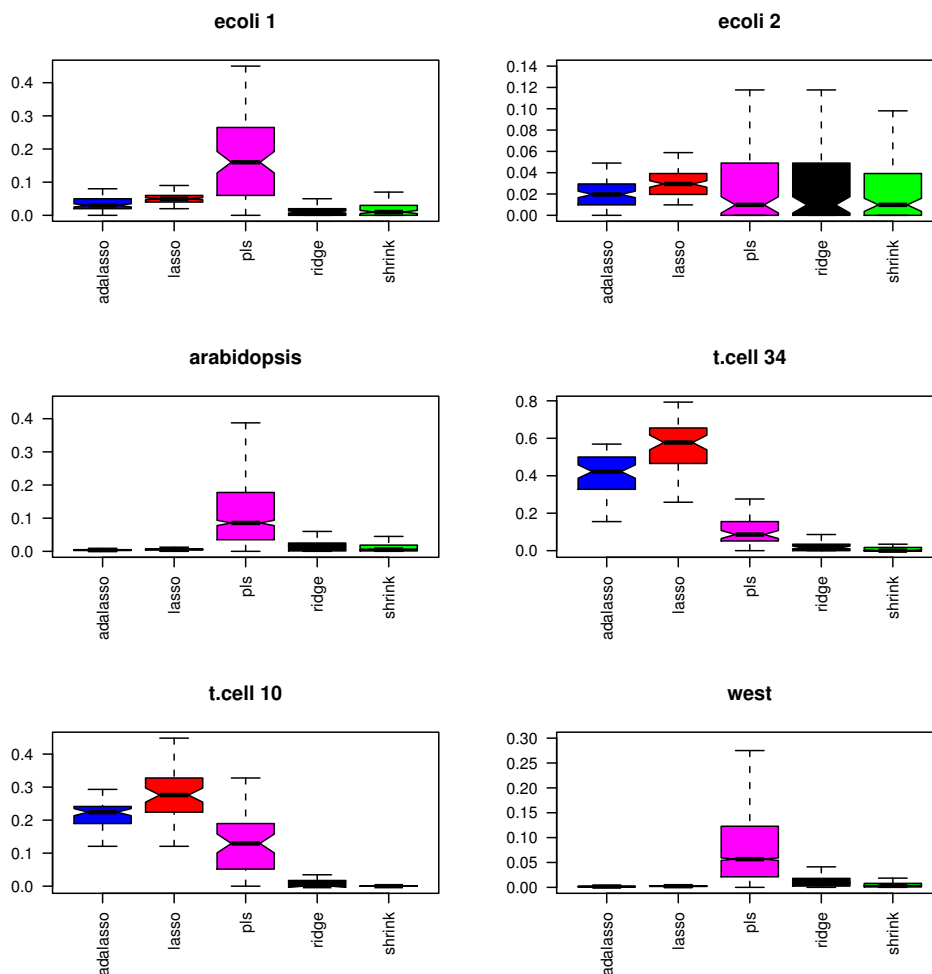 ecoli 1
0.4
0.3
0.2
0.1
0.0
adalasso
lasso
pls
ridge
shrink
ecoli 2
0.14
0.12
0.10
0.08
0.06
0.04
0.02
0.00
adalasso
lasso
pls
ridge
shrink
arabidopsis
0.4
0.3
0.2
0.1
0.0
adalasso
lasso
pls
ridge
shrink
t.cell 34
0.8
0.6
0.4
0.2
0.0
adalasso
lasso
pls
ridge
shrink
t.cell 10
0.4
0.3
0.2
0.1
0.0
adalasso
lasso
pls
ridge
shrink
west
0.30
0.25
0.20
0.15
0.10
0.05
0.00
adalasso
lasso
pls
ridge
shrink